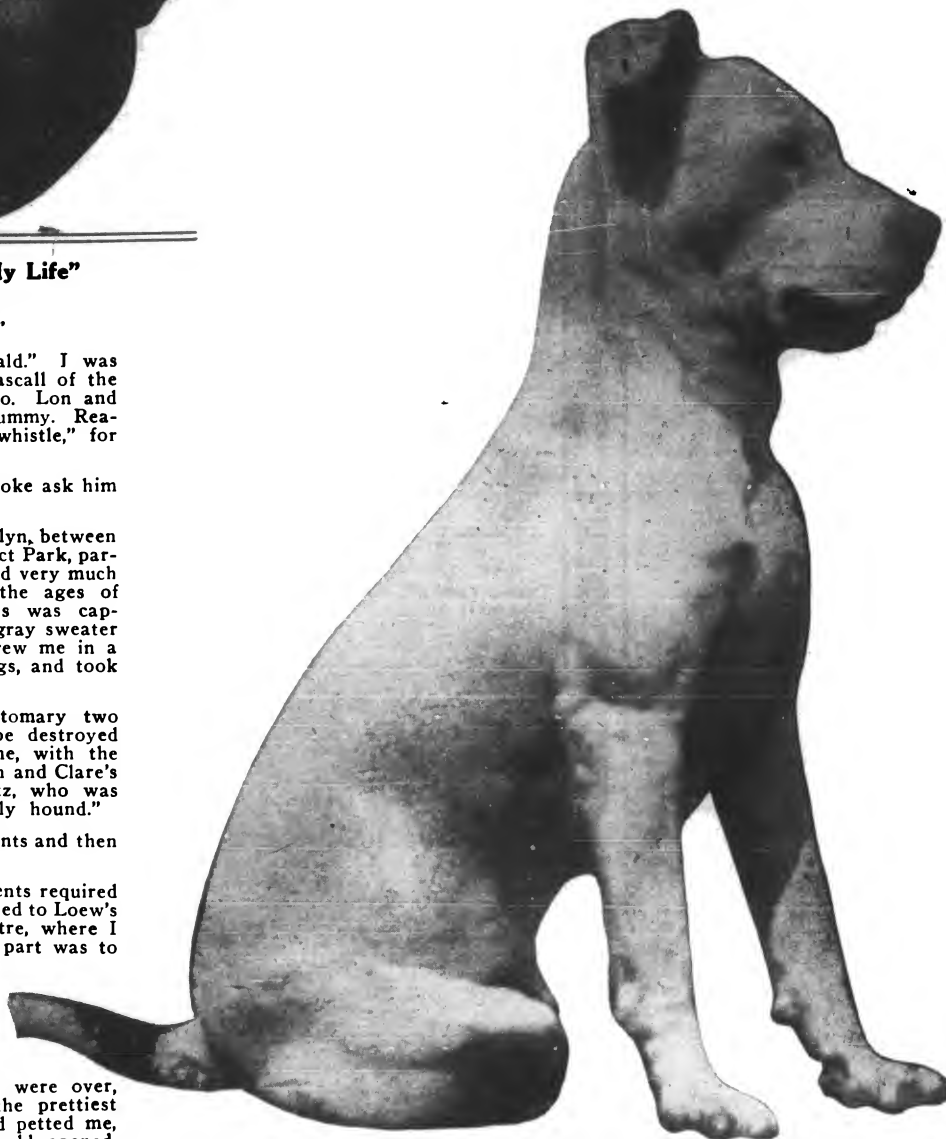 ly Life”
ald.” I was
ascall of the
o. Lon and
ummy. Rea-
whistle,” for
oke ask him
lyn, between
ct Park, par-
d very much
the ages of
s was cap-
gray sweater
rew me in a
gs, and took
tomary two
be destroyed
ne, with the
n and Clare's
tz, who was
ly hound.”
nts and then
ents required
ed to Loew's
tre, where I
part was to
were over,
he prettiest
d petted me,